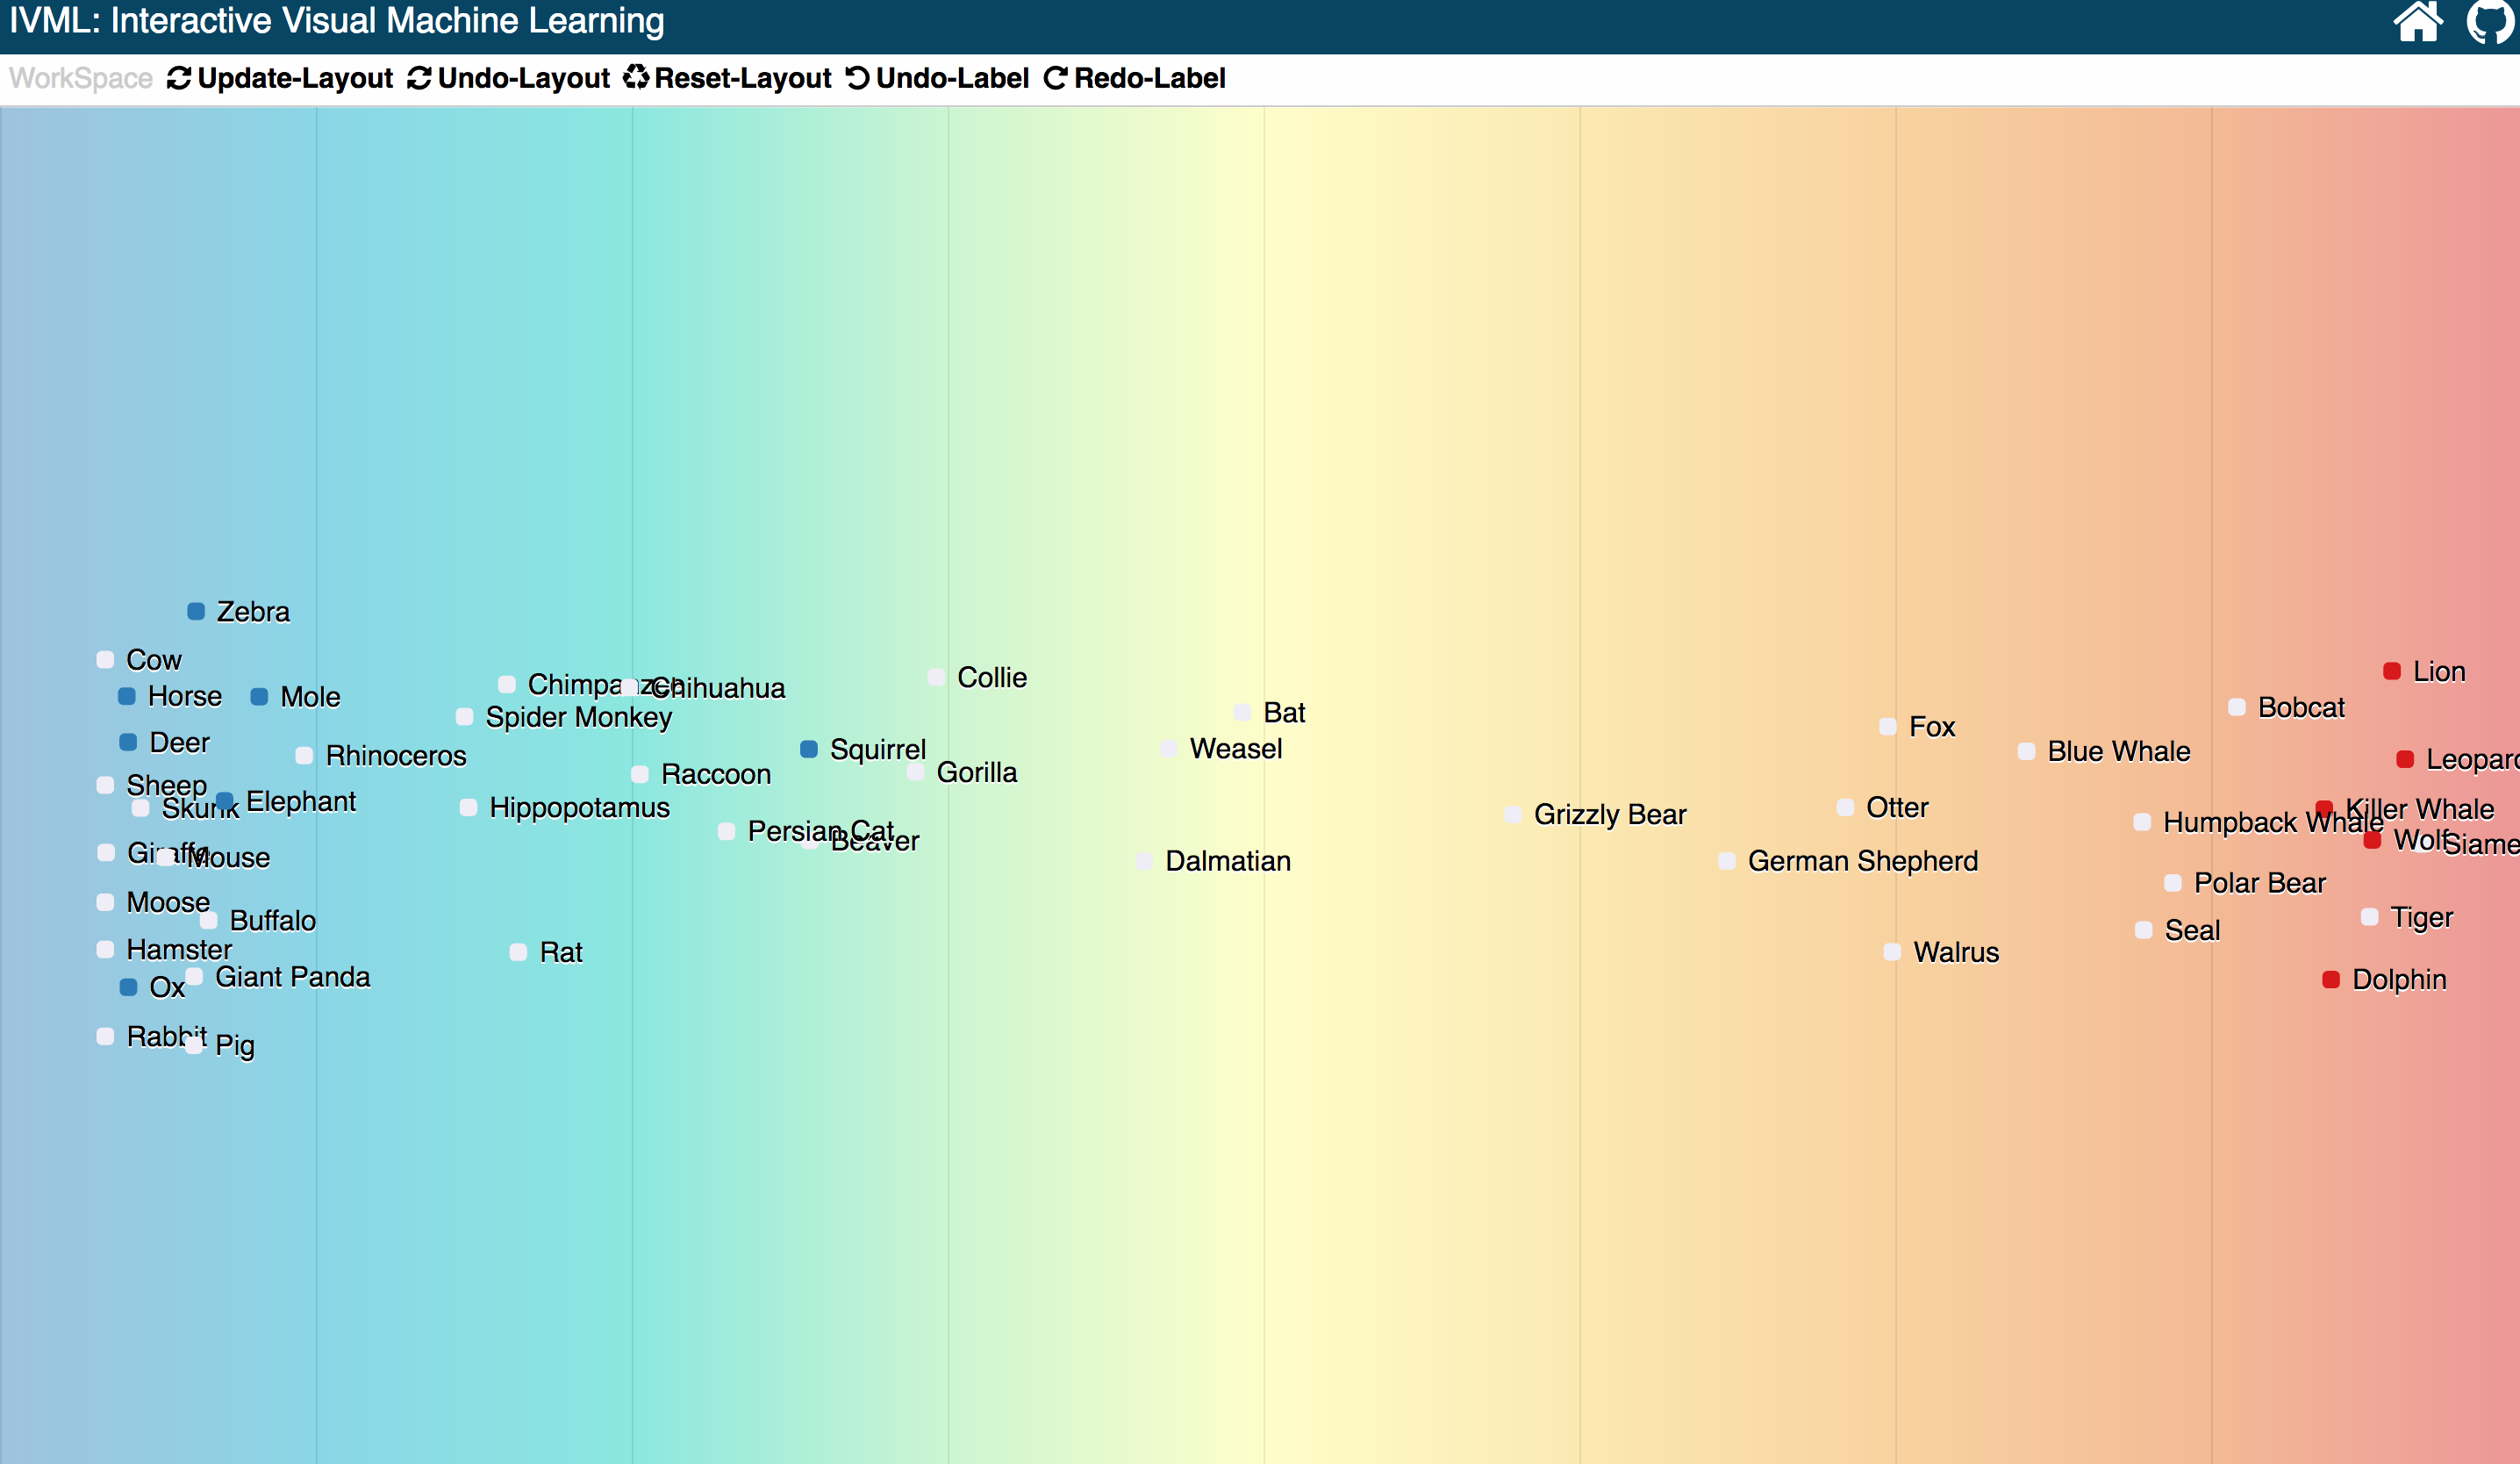 IVML: Interactive Visual Machine Learning
WorkSpace Update-Layout Undo-Layout Reset-Layout Undo-Label Redo-Label
Zebra
Cow
Lion
Collie
Chimpanzee
Chihuahua
Horse
Mole
Bobcat
Bat
Spider Monkey
Fox
Deer
Weasel
Squirrel
Blue Whale
Rhinoceros
Leopard
Gorilla
Raccoon
Sheep
Elephant
Skunk
Hippopotamus
Otter
Killer Whale
Grizzly Bear
Humpback Whale
Persian Cat
Beaver
Wolf
Siame
Giraffe
Mouse
Dalmatian
German Shepherd
Polar Bear
Moose
Tiger
Buffalo
Seal
Hamster
Rat
Walrus
Giant Panda
Dolphin
Ox
Rabbit
Pig